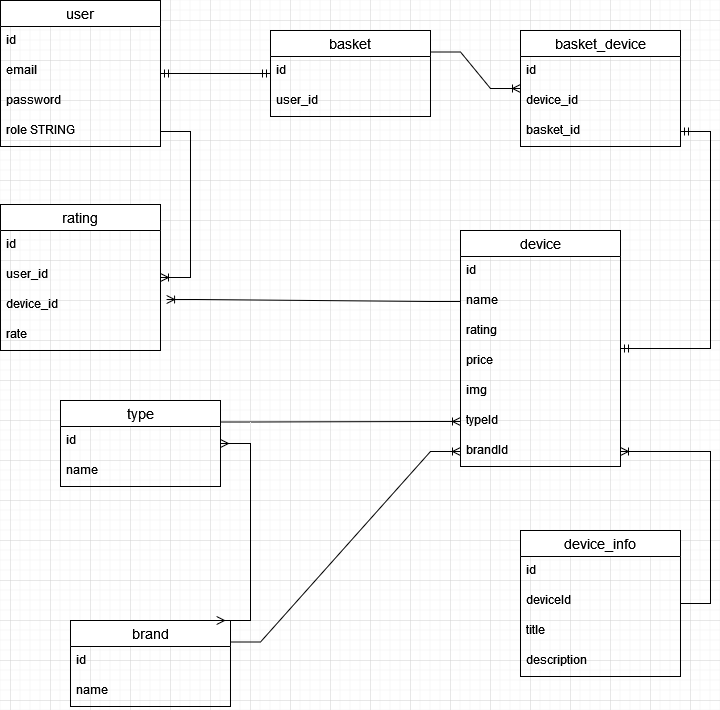 user
id
email
password
role STRING
basket
id
user_id
basket_device
id
device_id
basket_id
rating
id
user_id
device_id
rate
device
id
name
rating
price
img
typeId
brandId
type
id
name
device_info
id
deviceId
title
description
brand
id
name